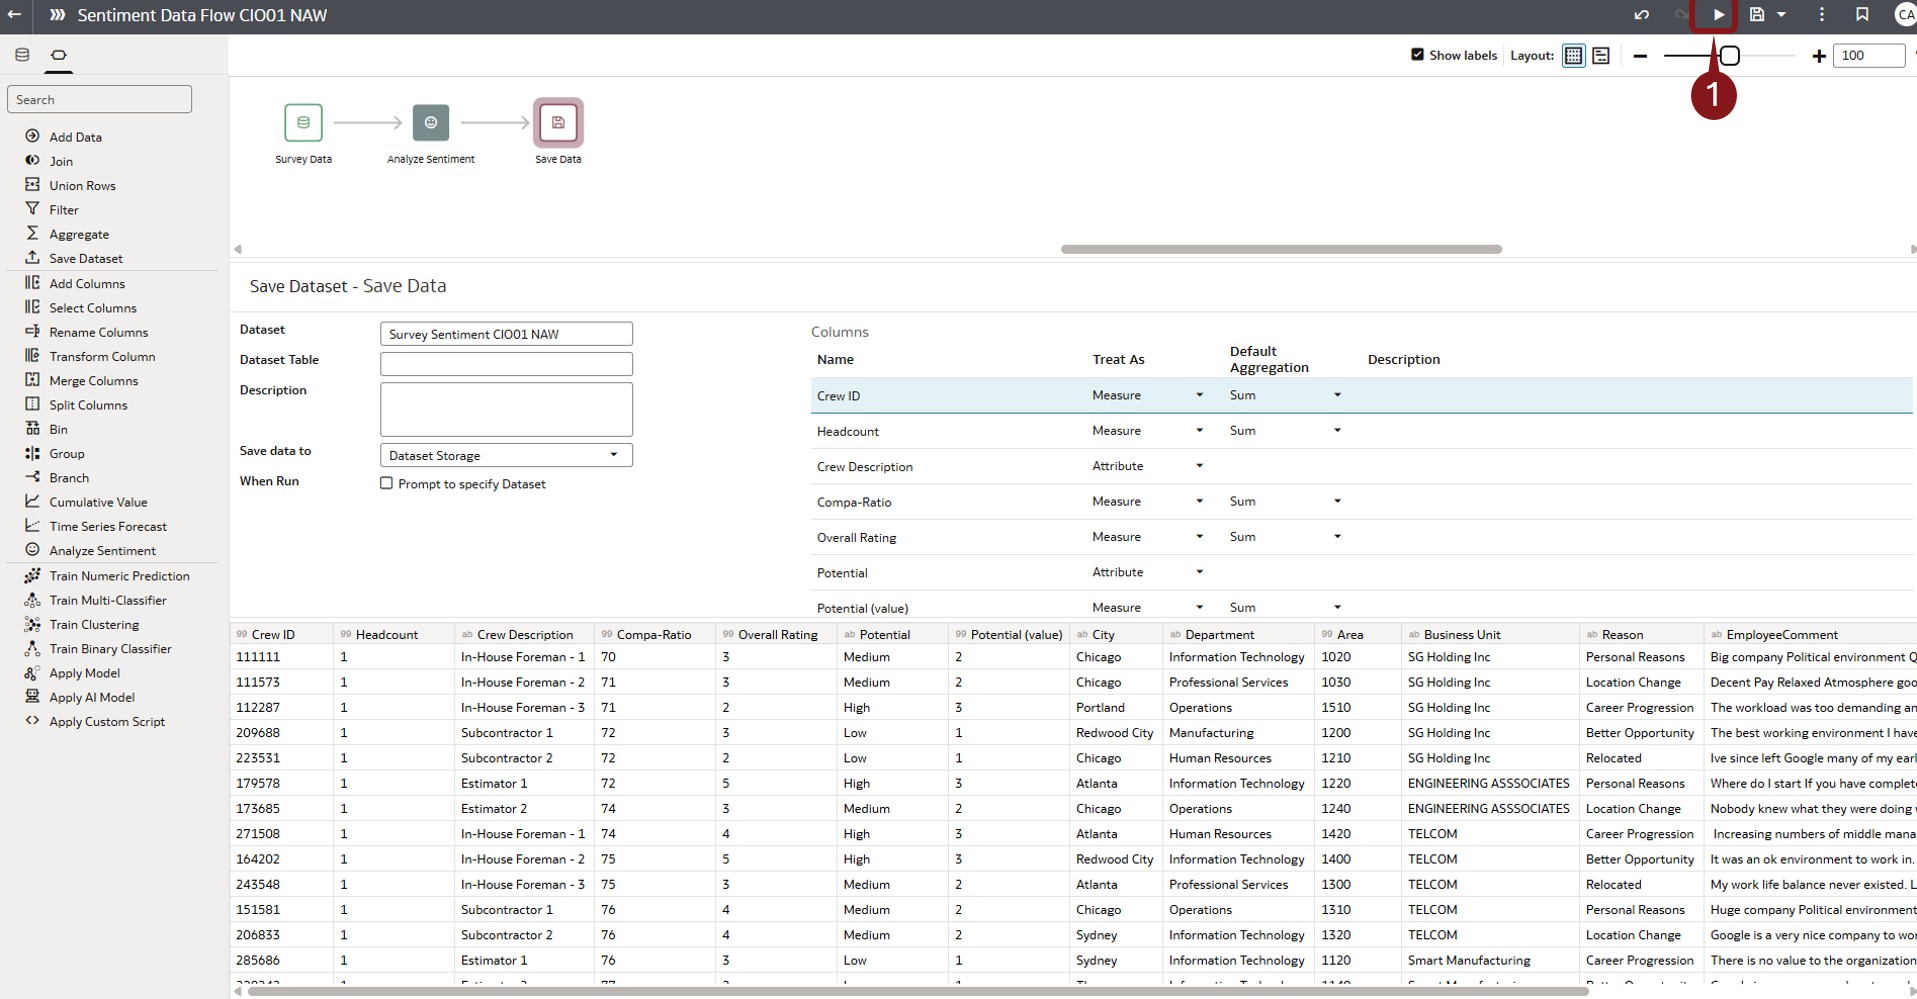 Sentiment Data Flow CIO01 NAW
CA
1
Show labels
Layout:
100
Search
Add Data
Join
Union Rows
Filter
Aggregate
Save Dataset
Add Columns
Select Columns
Rename Columns
Transform Column
Merge Columns
Split Columns
Bin
Group
Branch
Cumulative Value
Time Series Forecast
Analyze Sentiment
Train Numeric Prediction
Train Multi-Classifier
Train Clustering
Train Binary Classifier
Apply Model
Apply AI Model
Apply Custom Script
Survey Data Analyze Sentiment Save Data
Save Dataset - Save Data
Dataset Survey Sentiment CIO01 NAW
Dataset Table
Description
Save data to Dataset Storage
When Run Prompt to specify Dataset
Columns
Name Treat As Default Aggregation Description
Crew ID Measure Sum
Headcount Measure Sum
Crew Description Attribute
Compa-Ratio Measure Sum
Overall Rating Measure Sum
Potential Attribute
Potential (value) Measure Sum
99 Crew ID 99 Headcount ab Crew Description 99 Compa-Ratio 99 Overall Rating ab Potential 99 Potential (value) ab City ab Department 99 Area ab Business Unit ab Reason ab EmployeeComment
111111 1 In-House Foreman - 1 70 3 Medium 2 Chicago Information Technology 1020 SG Holding Inc Personal Reasons Big company Political environment Q
111573 1 In-House Foreman - 2 71 3 Medium 2 Chicago Professional Services 1030 SG Holding Inc Location Change Decent Pay Relaxed Atmosphere goo
112287 1 In-House Foreman - 3 71 2 High 3 Portland Operations 1510 SG Holding Inc Career Progression The workload was too demanding an
209688 1 Subcontractor 1 72 3 Low 1 Redwood City Manufacturing 1200 SG Holding Inc Better Opportunity The best working environment I have
223531 1 Subcontractor 2 72 2 Low 1 Chicago Human Resources 1210 SG Holding Inc Relocated Ive since left Google many of my earl
179578 1 Estimator 1 72 5 High 3 Atlanta Information Technology 1220 ENGINEERING ASSSOCIATES Personal Reasons Where do I start If you have complete
173685 1 Estimator 2 74 3 Medium 2 Chicago Operations 1240 ENGINEERING ASSSOCIATES Location Change Nobody knew what they were doing
271508 1 In-House Foreman - 1 74 4 High 3 Atlanta Human Resources 1420 TELCOM Career Progression Increasing numbers of middle mana
164202 1 In-House Foreman - 2 75 5 High 3 Redwood City Information Technology 1400 TELCOM Better Opportunity It was an ok environment to work in.
243548 1 In-House Foreman - 3 75 3 Medium 2 Atlanta Professional Services 1300 TELCOM Relocated My work life balance never existed. L
151581 1 Subcontractor 1 76 4 Medium 2 Chicago Operations 1310 TELCOM Personal Reasons Huge company Political environment
206833 1 Subcontractor 2 76 4 Medium 2 Sydney Information Technology 1320 TELCOM Location Change Google is a very nice company to wor
285686 1 Estimator 1 76 3 Low 1 Sydney Information Technology 1120 Smart Manufacturing Career Progression There is no value to the organization